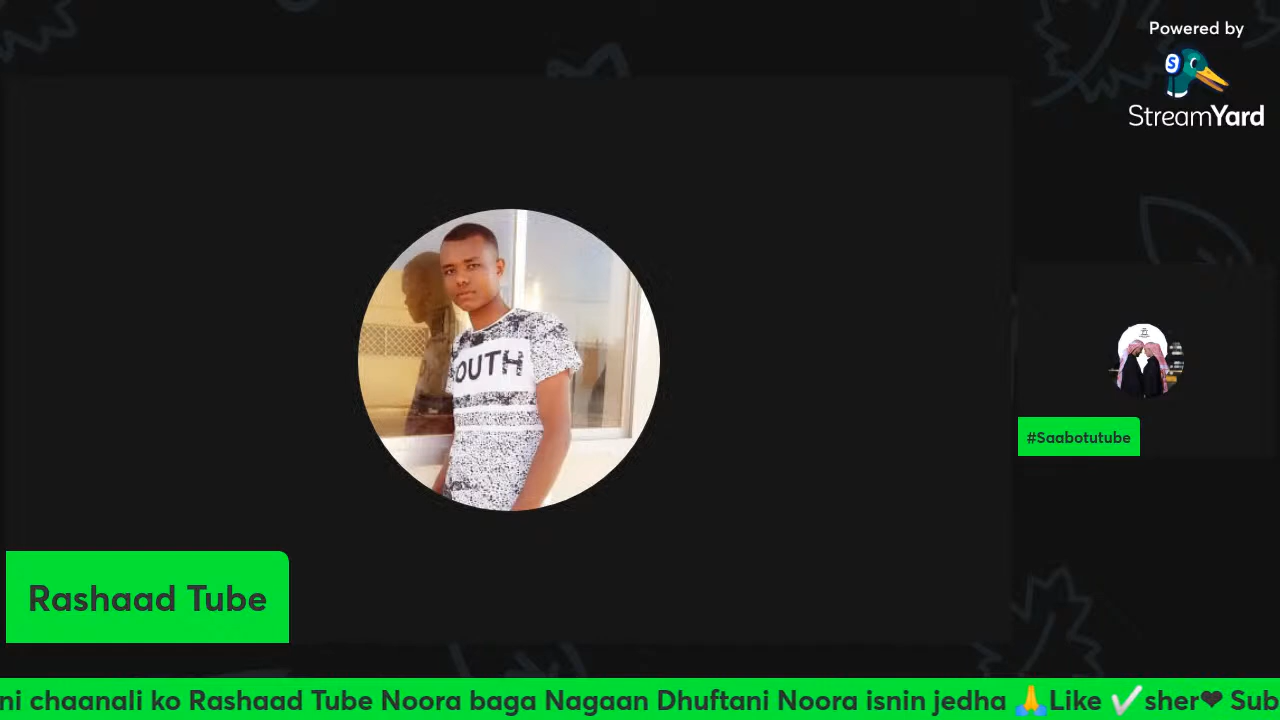 Powered by
S
StreamYard
OUTH
#Saabotutube
Rashaad Tube
ni chaanali ko Rashaad Tube Noora baga Nagaan Dhuftani Noora isnin jedha 🙏Like ✔️sher❤ Sub